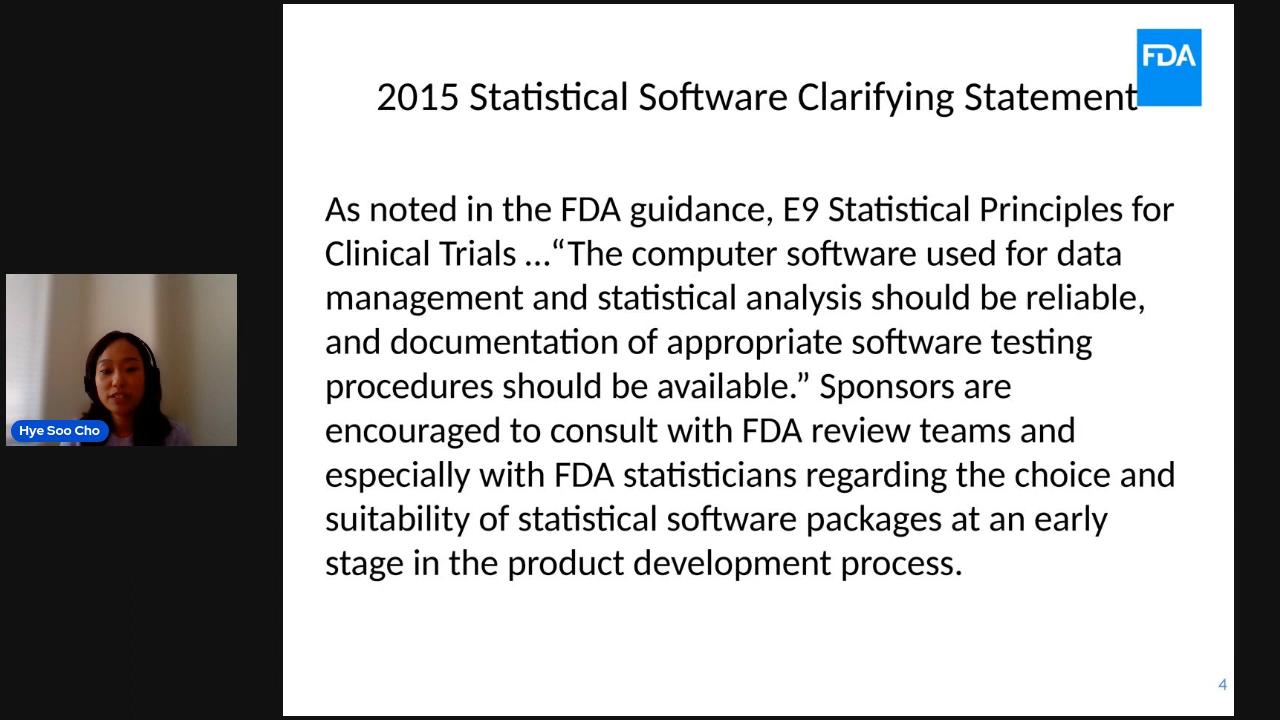 FDA
2015 Statistical Software Clarifying Statement
As noted in the FDA guidance, E9 Statistical Principles for
Clinical Trials …“The computer software used for data
management and statistical analysis should be reliable,
and documentation of appropriate software testing
procedures should be available.” Sponsors are
encouraged to consult with FDA review teams and
especially with FDA statisticians regarding the choice and
suitability of statistical software packages at an early
stage in the product development process.
Hye Soo Cho
4